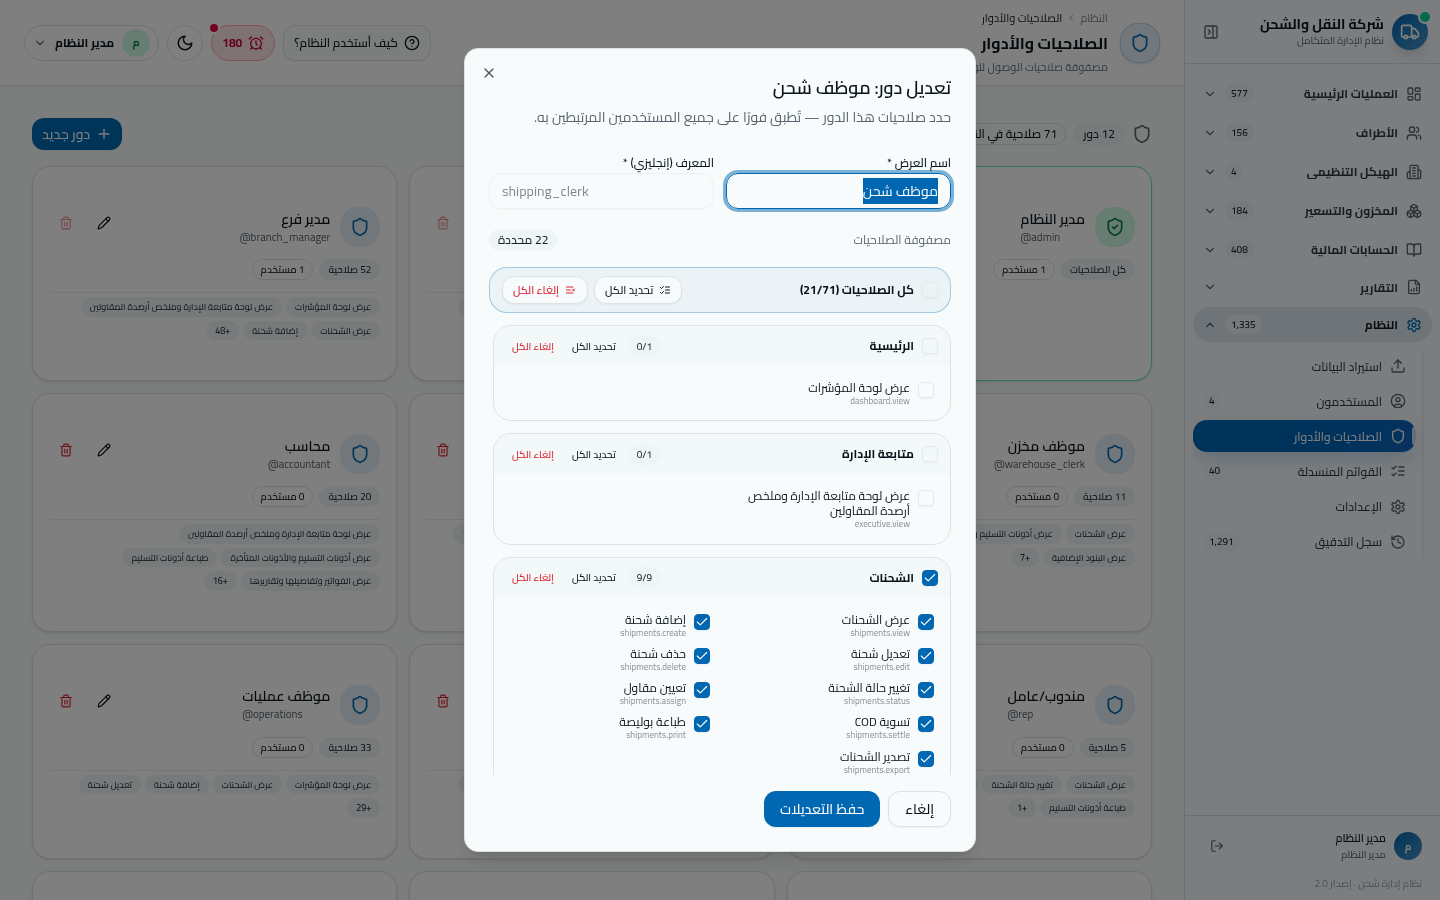 شركة النقل والشحن
نظام الإدارة المتكامل
العمليات الرئيسية
577
الأطراف
156
الهيكل التنظيمي
4
المخزون والتسعير
184
الحسابات المالية
408
التقارير
النظام
1,335
استيراد البيانات
المستخدمون
4
الصلاحيات والأدوار
القوائم المنسدلة
40
الإعدادات
سجل التدقيق
1,291
مدير النظام
مدير النظام
نظام إدارة شحن · إصدار 2.0
النظام
الصلاحيات والأدوار
الصلاحيات والأدوار
مصفوفة صلاحيات الوصول
كيف أستخدم النظام؟
180
م
مدير النظام
12 دور
71 صلاحية في
دور جديد
مدير النظام
@admin
كل الصلاحيات
1 مستخدم
مدير فرع
@branch_manager
52 صلاحية
1 مستخدم
عرض لوحة المؤشرات
عرض لوحة متابعة الإدارة وملخص أرصدة المقاولين
عرض الشحنات
إضافة شحنة
+48
موظف مخزن
@warehouse_clerk
11 صلاحية
0 مستخدم
عرض الشحنات
عرض أذونات التسليم
عرض البنود الإضافية
+7
محاسب
@accountant
20 صلاحية
0 مستخدم
عرض لوحة متابعة الإدارة وملخص أرصدة المقاولين
عرض أذونات التسليم والأذونات المتأخرة
طباعة أذونات التسليم
عرض الفواتير وتفاصيلها وتقاريرها
+16
مندوب/عامل
@rep
5 صلاحية
0 مستخدم
عرض الشحنات
تغيير حالة الشحنة
طباعة أذونات التسليم
+1
موظف عمليات
@operations
33 صلاحية
0 مستخدم
عرض لوحة المؤشرات
عرض الشحنات
إضافة شحنة
تعديل شحنة
+29
تعديل دور: موظف شحن
حدد صلاحيات هذا الدور — تُطبق فورًا على جميع المستخدمين المرتبطين به.
اسم العرض *
المعرف (إنجليزي) *
موظف شحن
shipping_clerk
مصفوفة الصلاحيات
22 محددة
كل الصلاحيات (21/71)
تحديد الكل
إلغاء الكل
الرئيسية
0/1
تحديد الكل
إلغاء الكل
عرض لوحة المؤشرات
dashboard.view
متابعة الإدارة
0/1
تحديد الكل
إلغاء الكل
عرض لوحة متابعة الإدارة وملخص
أرصدة المقاولين
executive.view
الشحنات
9/9
تحديد الكل
إلغاء الكل
عرض الشحنات
shipments.view
إضافة شحنة
shipments.create
تعديل شحنة
shipments.edit
حذف شحنة
shipments.delete
تغيير حالة الشحنة
shipments.status
تعيين مقاول
shipments.assign
تسوية COD
shipments.settle
طباعة بوليصة
shipments.print
تصدير الشحنات
shipments.export
إلغاء
حفظ التعديلات
م